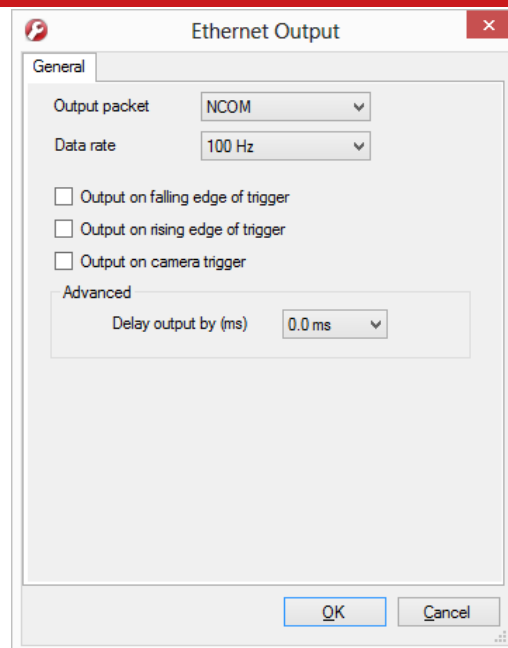 Ethernet Output
General
Output packet NCOM
Data rate 100 Hz
Output on falling edge of trigger
Output on rising edge of trigger
Output on camera trigger
Advanced
Delay output by (ms) 0.0 ms
OK Cancel